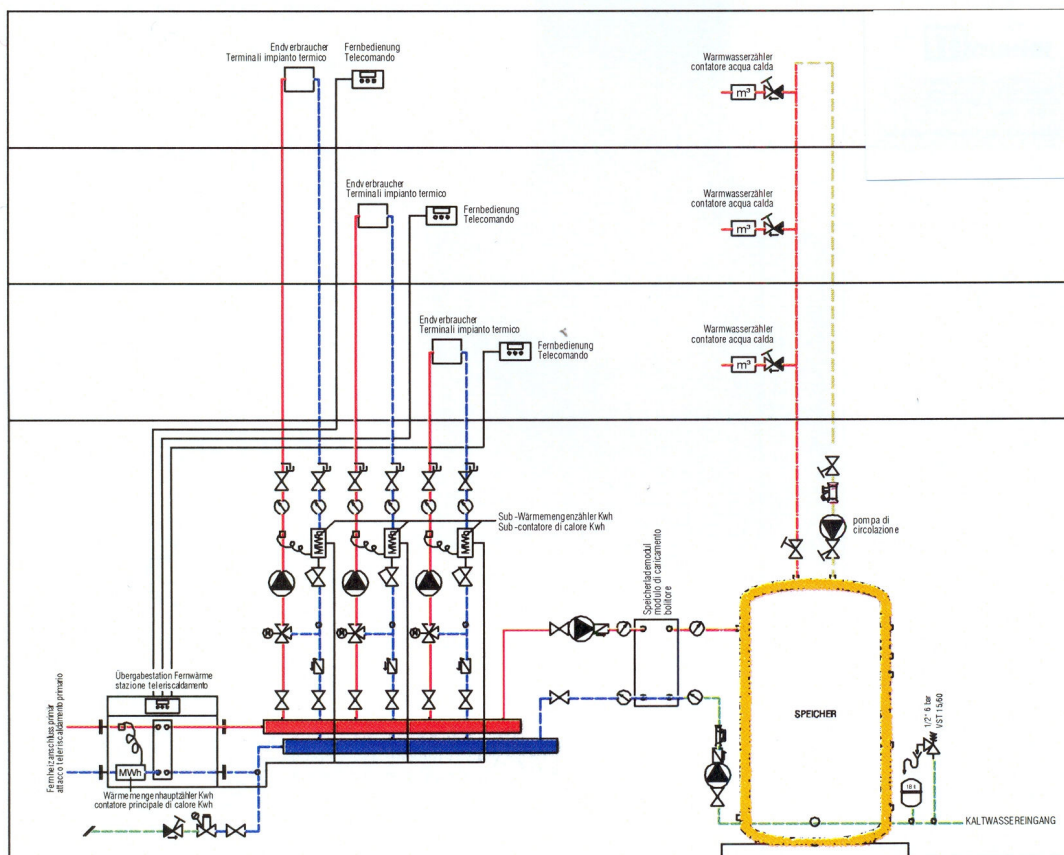 Endverbraucher
Terminali impianto termico
Fernbedienung
Telecomando
Warmwasserzähler
contatore acqua calda
m³
Endverbraucher
Terminali impianto termico
Fernbedienung
Telecomando
Warmwasserzähler
contatore acqua calda
m³
Endverbraucher
Terminali impianto termico
Fernbedienung
Telecomando
Warmwasserzähler
contatore acqua calda
m³
Sub-Wärmemengenzähler Kwh
Sub-contatore di calore Kwh
MWh
MWh
MWh
pompa di
circolazione
Speicherlademodul
modulo di caricamento
bolitore
Übergabestation Fernwärme
stazione teleriscaldamento
Fernheizanschluss primär
attacco teleriscaldamento primario
MWh
Wärmemengenhauptzähler Kwh
contatore principale di calore Kwh
SPEICHER
1/2" 6 bar
VST 15/60
18 l
KALTWASSEREINGANG